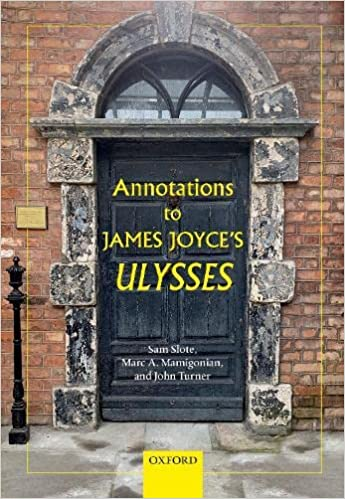 Annotations
to
JAMES JOYCE'S
ULYSSES
Sam Slote,
Marc A. Mamigonian,
and John Turner
OXFORD